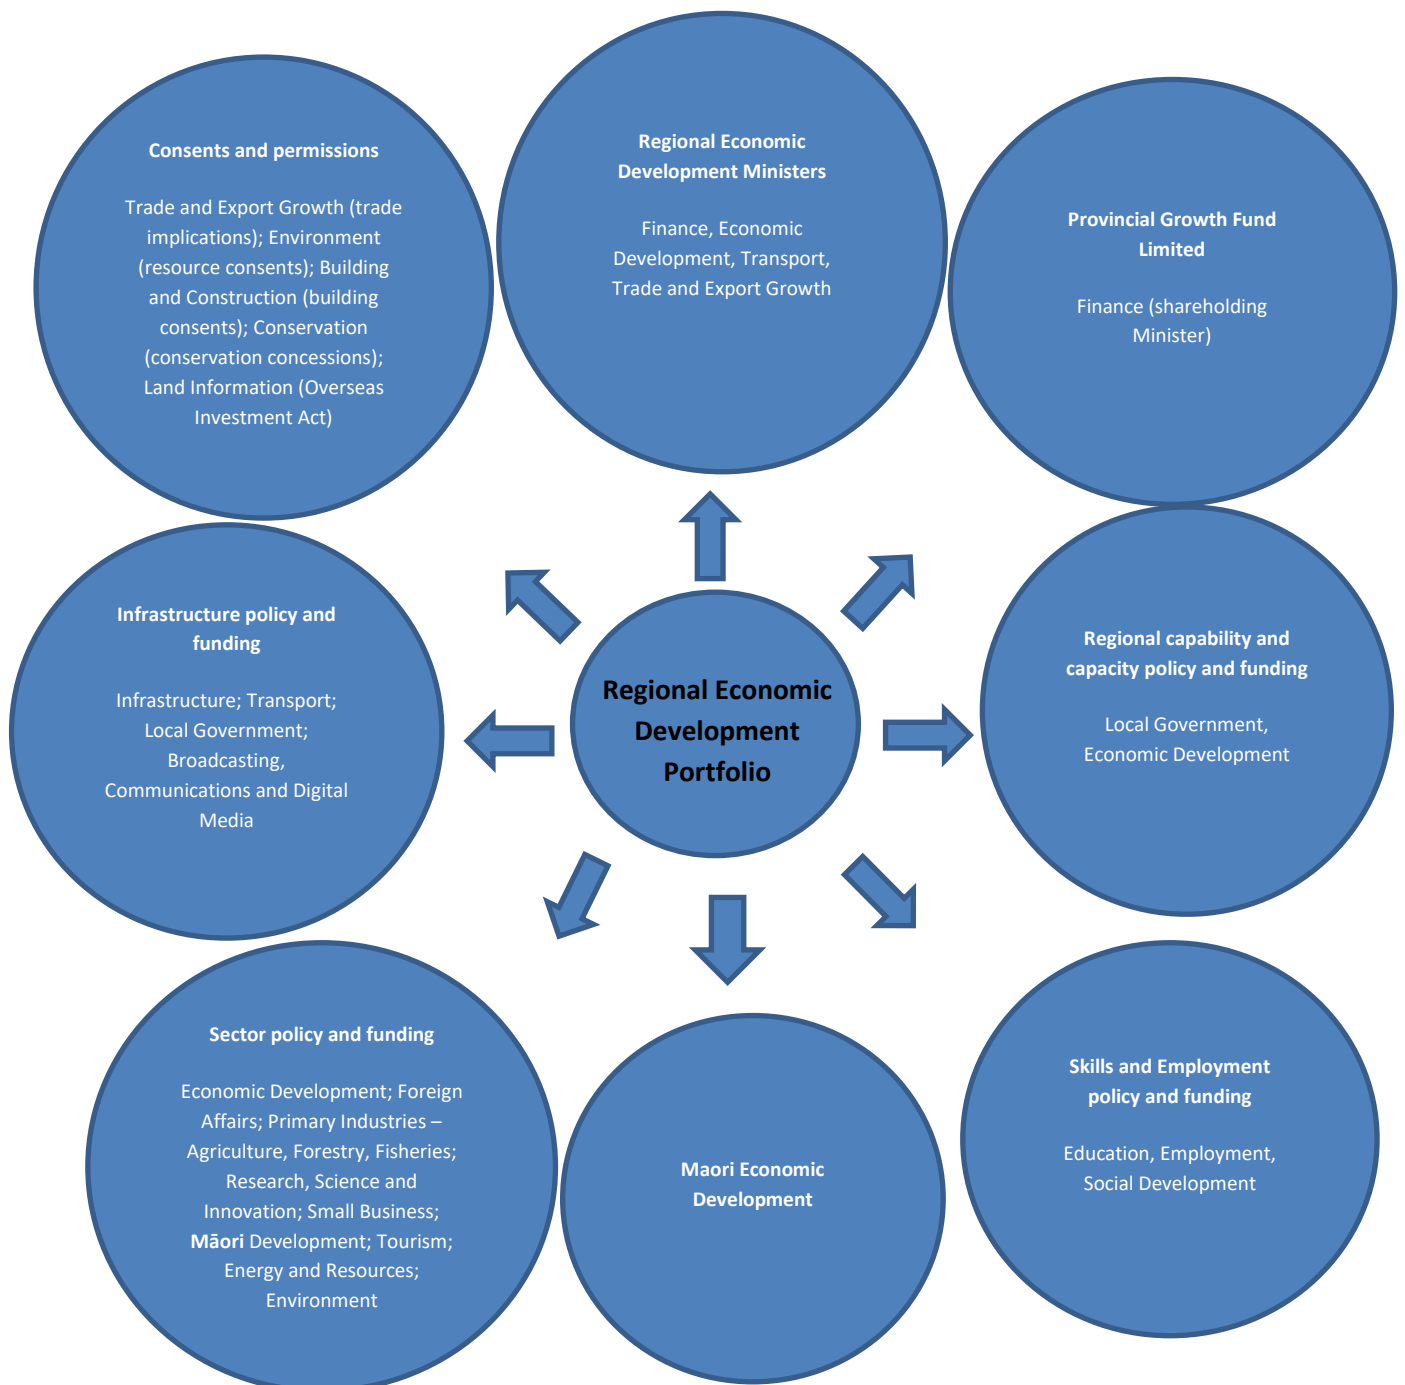 Consents and permissions
Trade and Export Growth (trade
implications); Environment
(resource consents); Building
and Construction (building
consents); Conservation
(conservation concessions);
Land Information (Overseas
Investment Act)
Regional Economic
Development Ministers
Finance, Economic
Development, Transport,
Trade and Export Growth
Provincial Growth Fund
Limited
Finance (shareholding
Minister)
Infrastructure policy and
funding
Infrastructure; Transport;
Local Government;
Broadcasting,
Communications and Digital
Media
Regional Economic
Development
Portfolio
Regional capability and
capacity policy and funding
Local Government,
Economic Development
Sector policy and funding
Economic Development; Foreign
Affairs; Primary Industries –
Agriculture, Forestry, Fisheries;
Research, Science and
Innovation; Small Business;
Māori Development; Tourism;
Energy and Resources;
Environment
Maori Economic
Development
Skills and Employment
policy and funding
Education, Employment,
Social Development